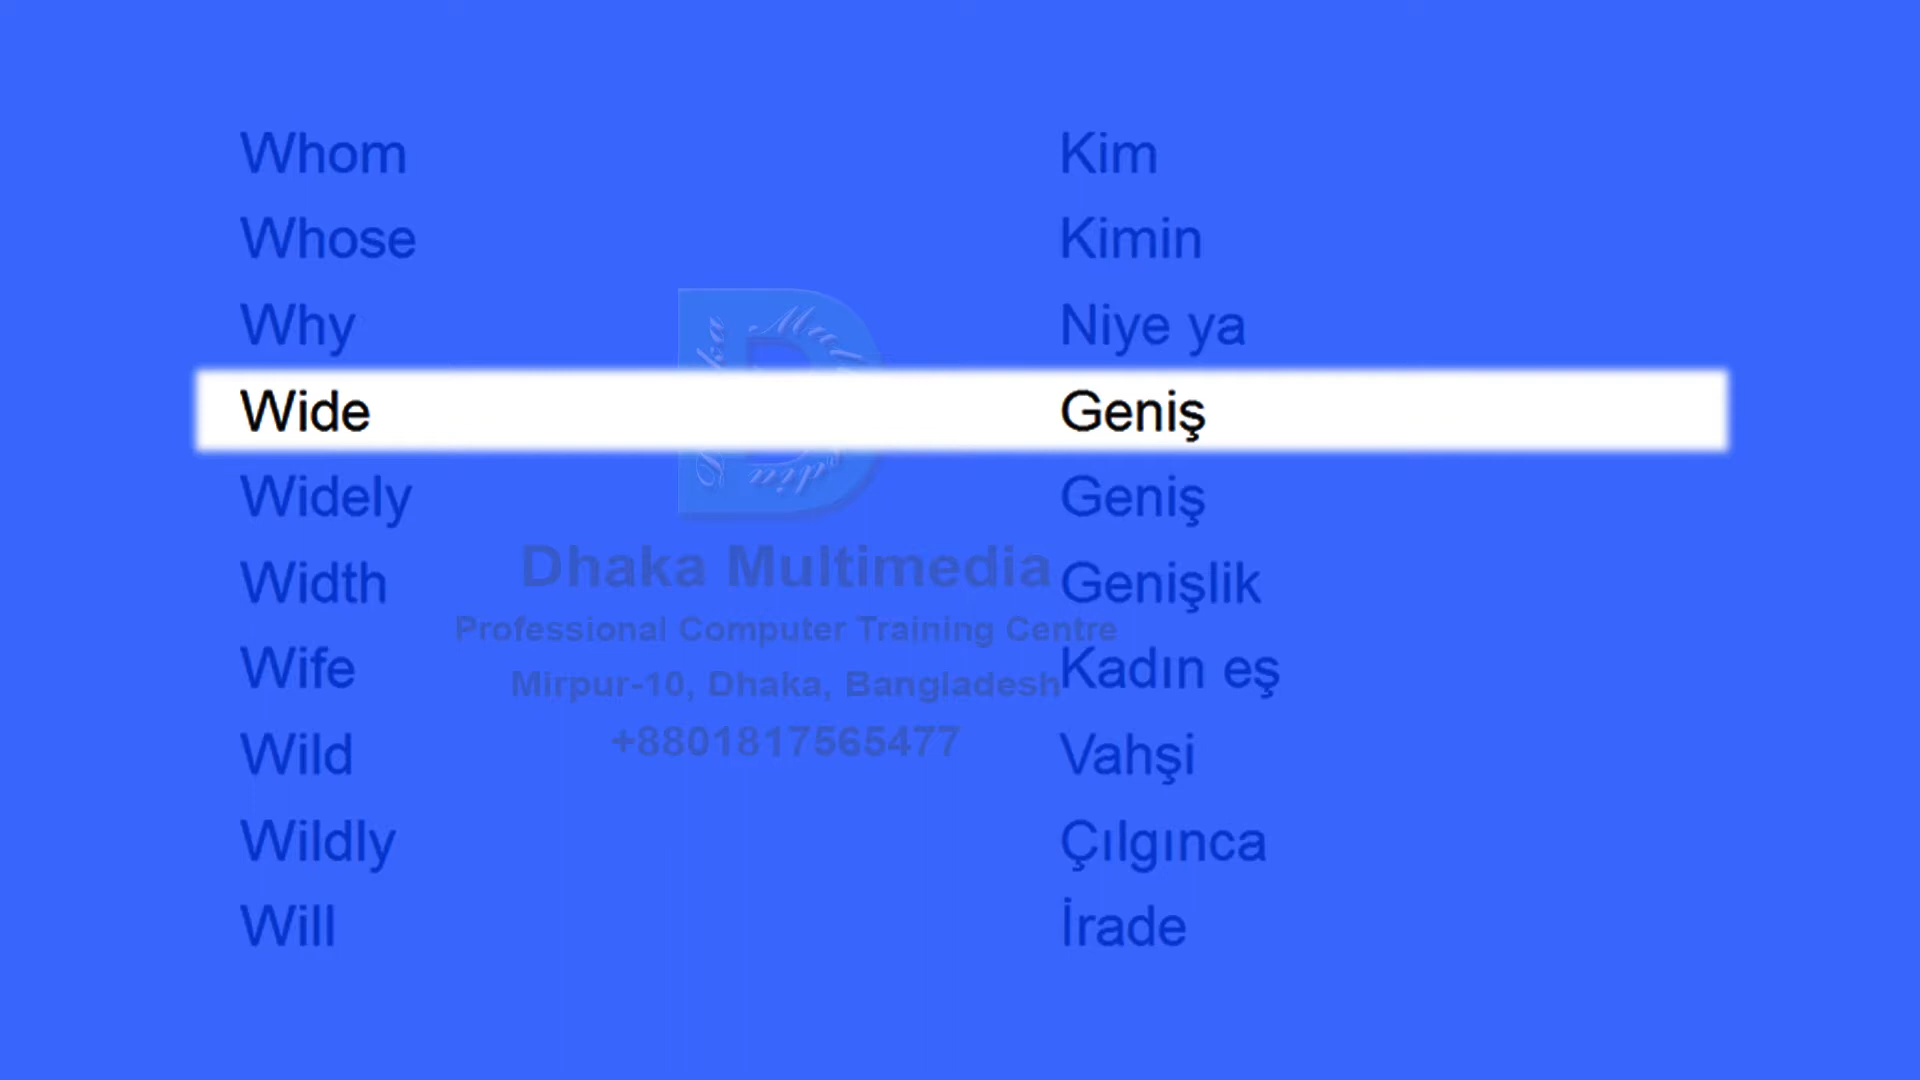 Whom Kim
Whose Kimin
Why Niye ya
Wide Geniş
Widely Geniş
Width Genişlik
Wife Kadın eş
Wild Vahşi
Wildly Çılgınca
Will İrade
Dhaka Multimedia
Professional Computer Training Centre
Mirpur-10, Dhaka, Bangladesh
+8801817565477